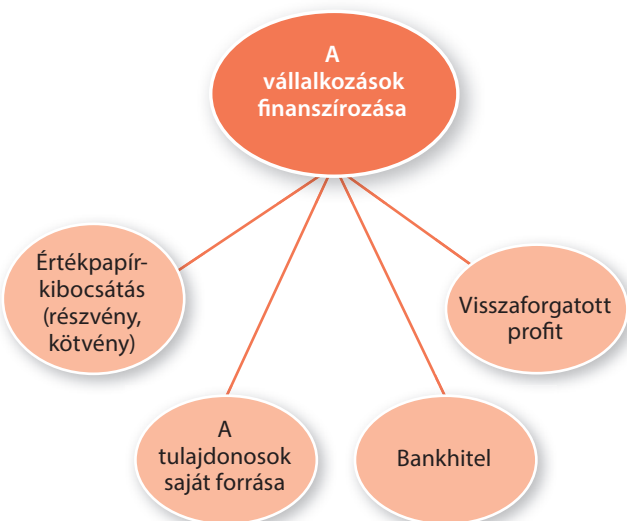 A
vállalkozások
finanszírozása
Értékpapír-
kibocsátás
(részvény,
kötvény)
A
tulajdonosok
saját forrása
Bankhitel
Visszaforgatott
profit